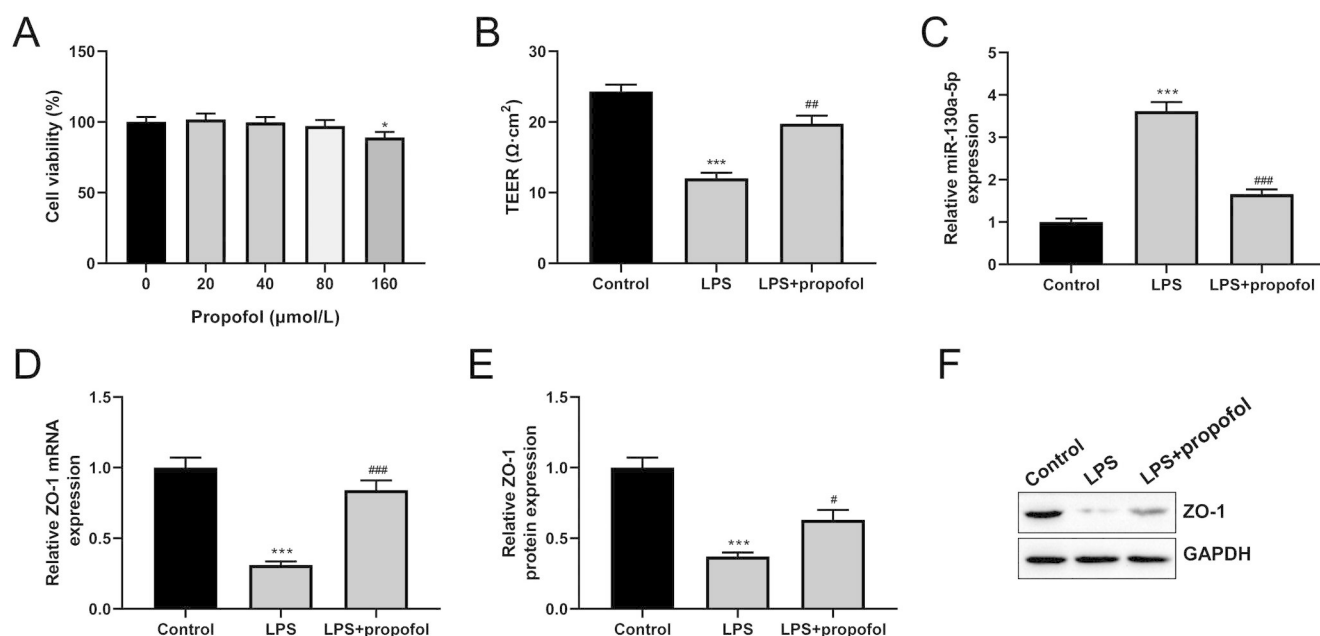 A
Cell viability (%)
150
100
50
0
*
0 20 40 80 160
Propofol (μmol/L)
B
TEER (Ω·cm²)
30
20
10
0
***
##
Control LPS LPS+propofol
C
Relative miR-130a-5p
expression
5
4
3
2
1
0
***
###
Control LPS LPS+propofol
D
Relative ZO-1 mRNA
expression
1.5
1.0
0.5
0.0
***
###
Control LPS LPS+propofol
E
Relative ZO-1
protein expression
1.5
1.0
0.5
0.0
***
#
Control LPS LPS+propofol
F
Control LPS LPS+propofol
ZO-1
GAPDH